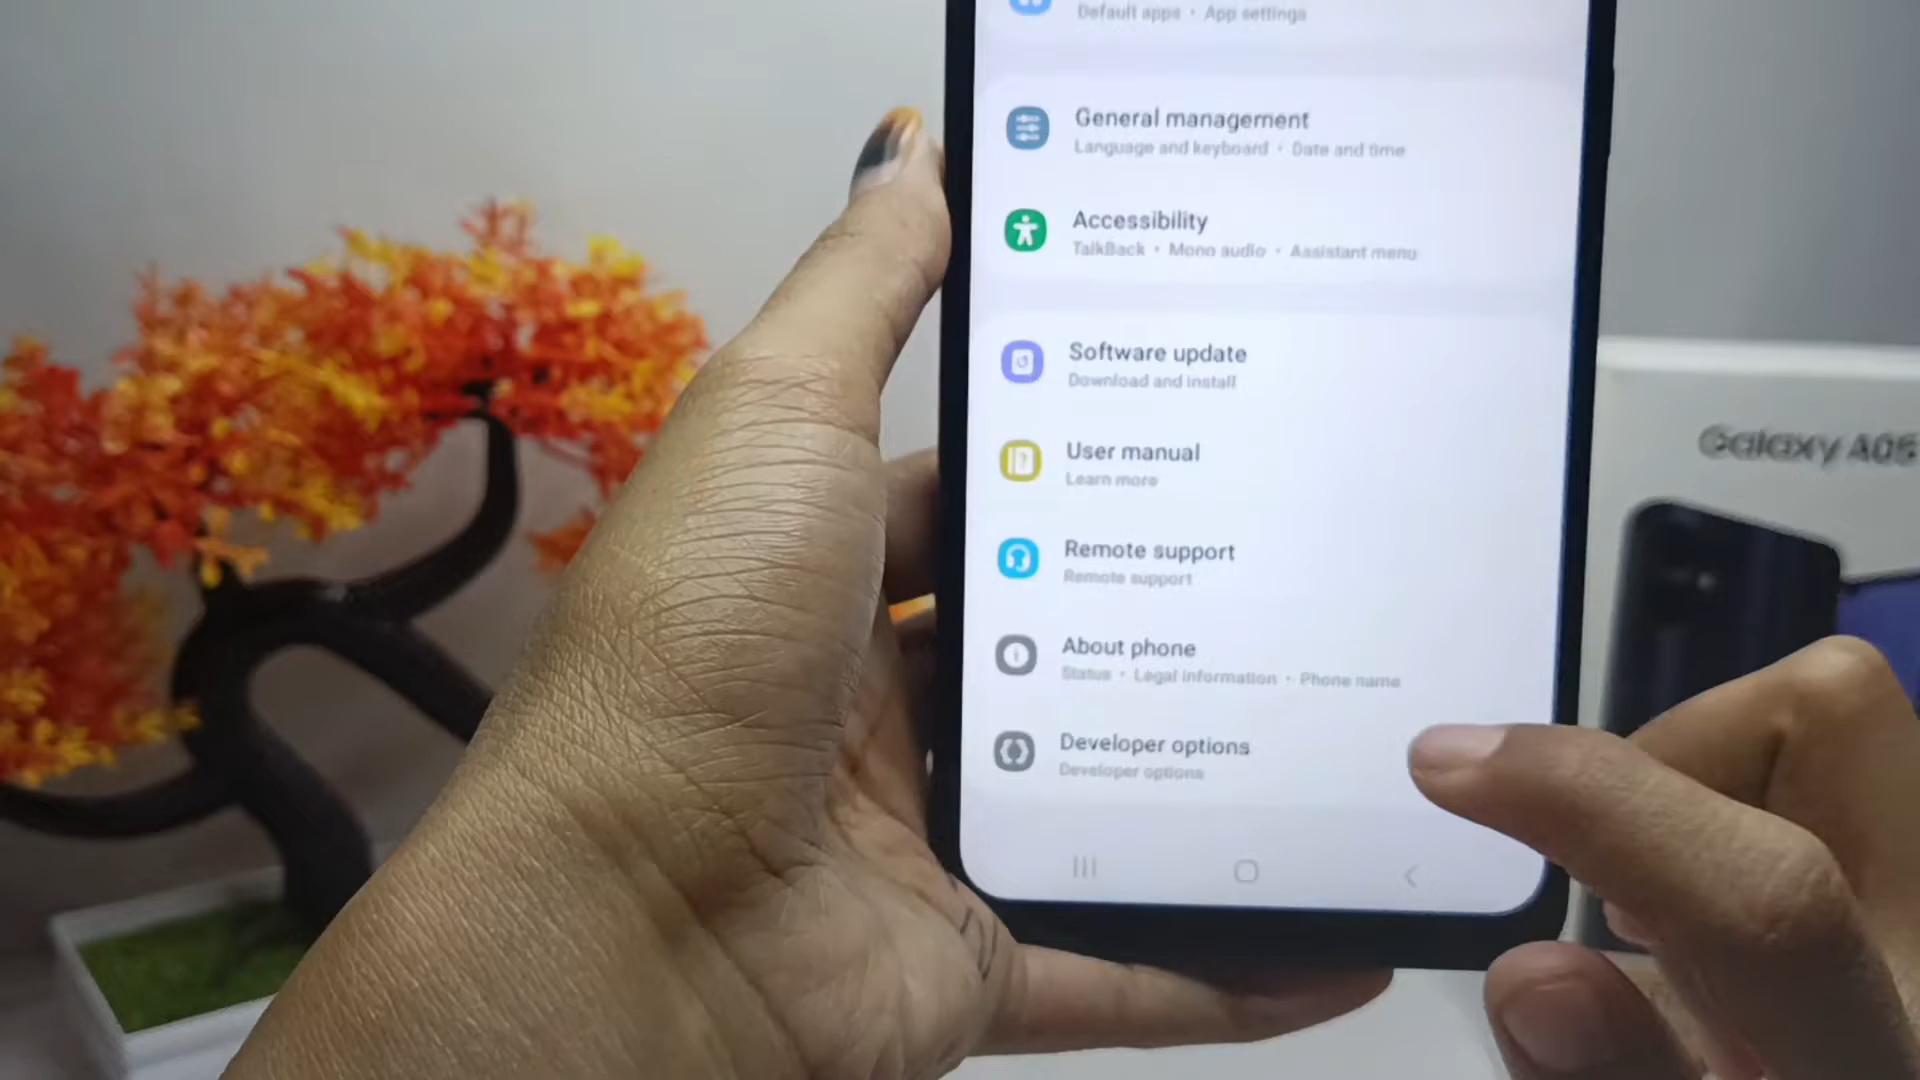 Default apps • App settings
General management
Language and keyboard • Date and time
Accessibility
TalkBack • Mono audio • Assistant menu
Software update
Download and install
User manual
Learn more
Remote support
Remote support
About phone
Status • Legal information • Phone name
Developer options
Developer options
Galaxy A05